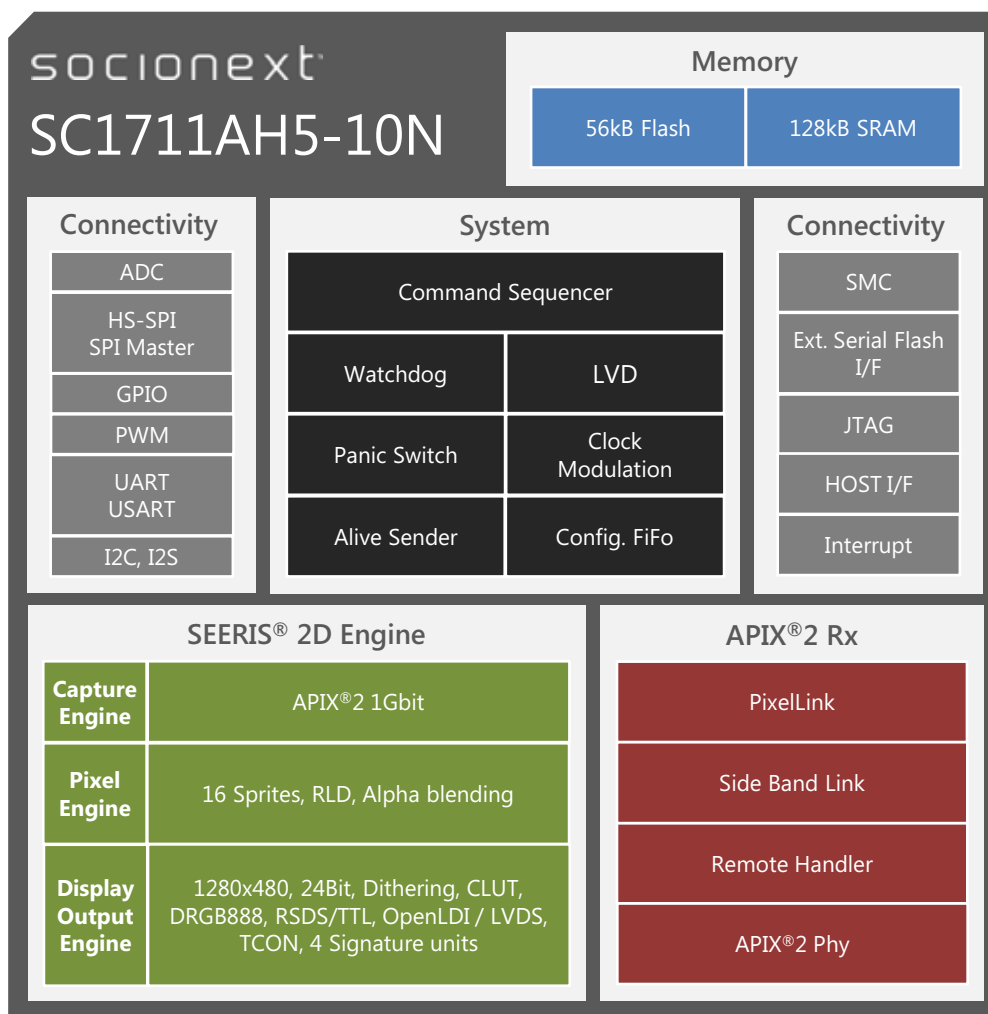 socionext
SC1711AH5-10N
Memory
56kB Flash
128kB SRAM
Connectivity
ADC
HS-SPI
SPI Master
GPIO
PWM
UART
USART
I2C, I2S
System
Command Sequencer
Watchdog
LVD
Panic Switch
Clock
Modulation
Alive Sender
Config. FiFo
Connectivity
SMC
Ext. Serial Flash
I/F
JTAG
HOST I/F
Interrupt
SEERIS® 2D Engine
Capture
Engine
APIX®2 1Gbit
Pixel
Engine
16 Sprites, RLD, Alpha blending
Display
Output
Engine
1280x480, 24Bit, Dithering, CLUT,
DRGB888, RSDS/TTL, OpenLDI / LVDS,
TCON, 4 Signature units
APIX®2 Rx
PixelLink
Side Band Link
Remote Handler
APIX®2 Phy